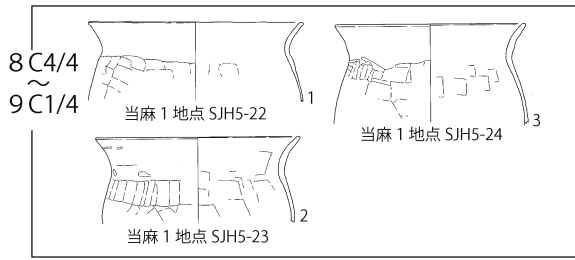 8 C4/4
〜
9 C1/4
1
当麻 1 地点 SJH5-22
3
当麻 1 地点 SJH5-24
2
当麻 1 地点 SJH5-23